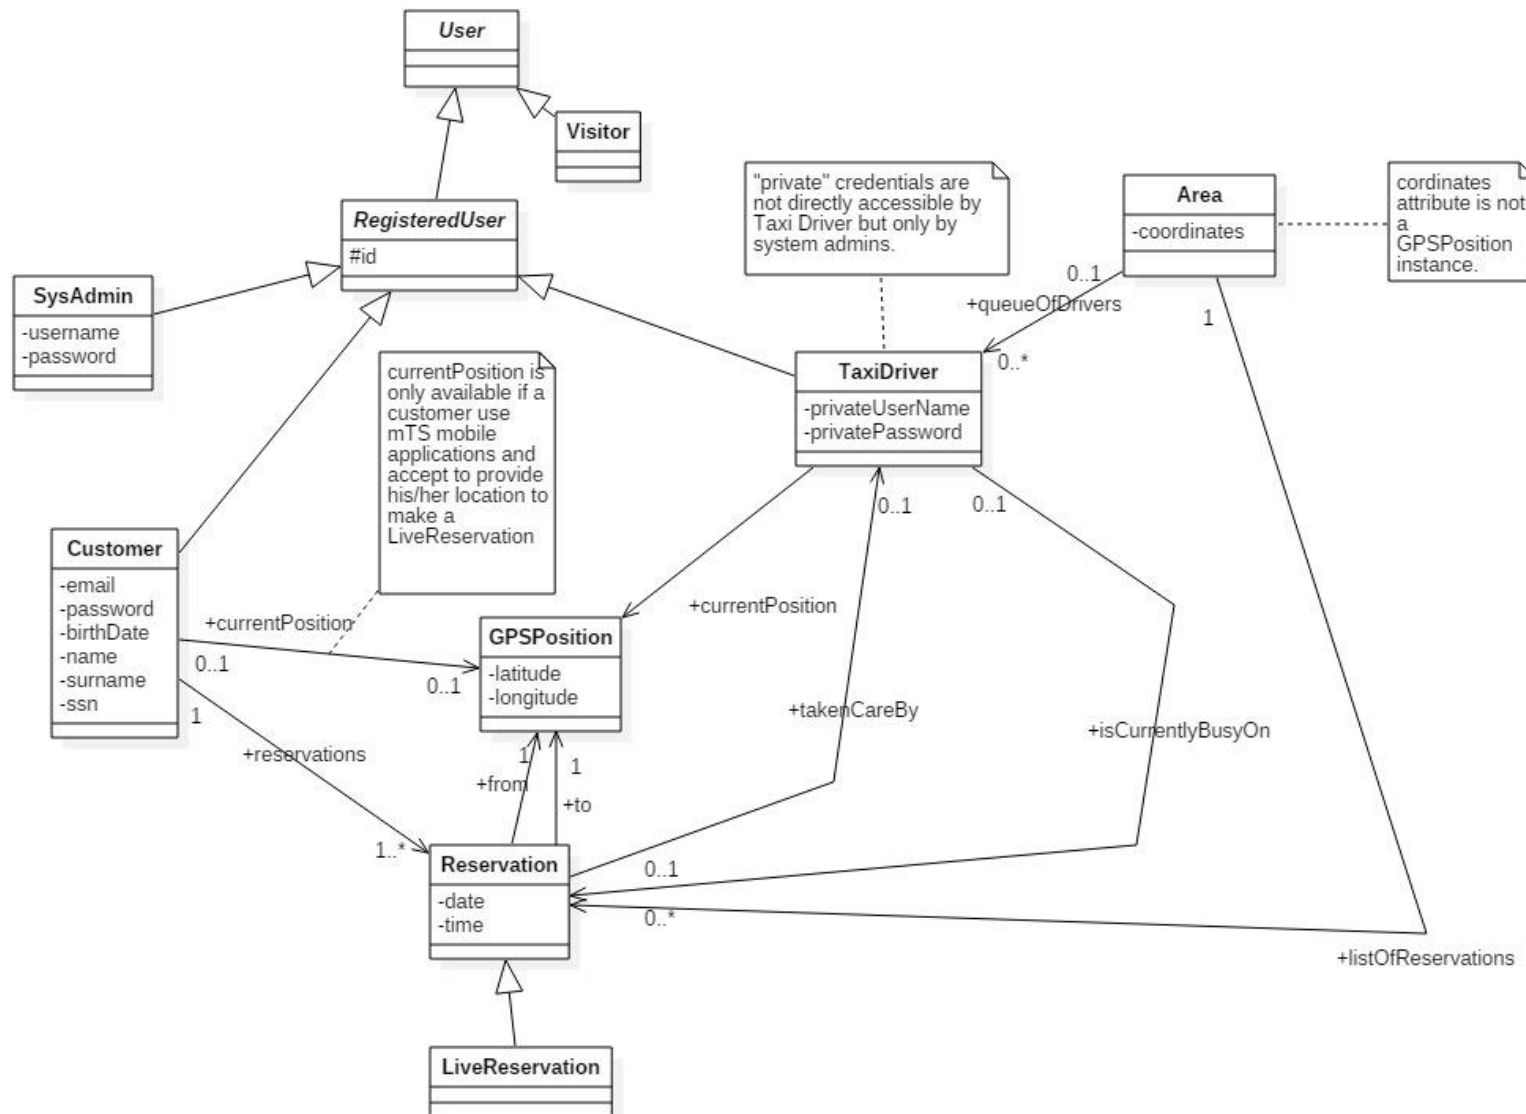 User
Visitor
RegisteredUser
#id
"private" credentials are
not directly accessible by
Taxi Driver but only by
system admins.
Area
-coordinates
cordinates
attribute is not
a
GPSPosition
instance.
SysAdmin
-username
-password
0..1
+queueOfDrivers
0..*
1
currentPosition is
only available if a
customer use
mTS mobile
applications and
accept to provide
his/her location to
make a
LiveReservation
TaxiDriver
-privateUserName
-privatePassword
0..1
0..1
Customer
-email
-password
-birthDate
-name
-surname
-ssn
+currentPosition
0..1
0..1
+currentPosition
GPSPosition
-latitude
-longitude
1
+reservations
1..*
1
+from
1
+to
+takenCareBy
+isCurrentlyBusyOn
Reservation
-date
-time
0..1
0..*
+listOfReservations
LiveReservation